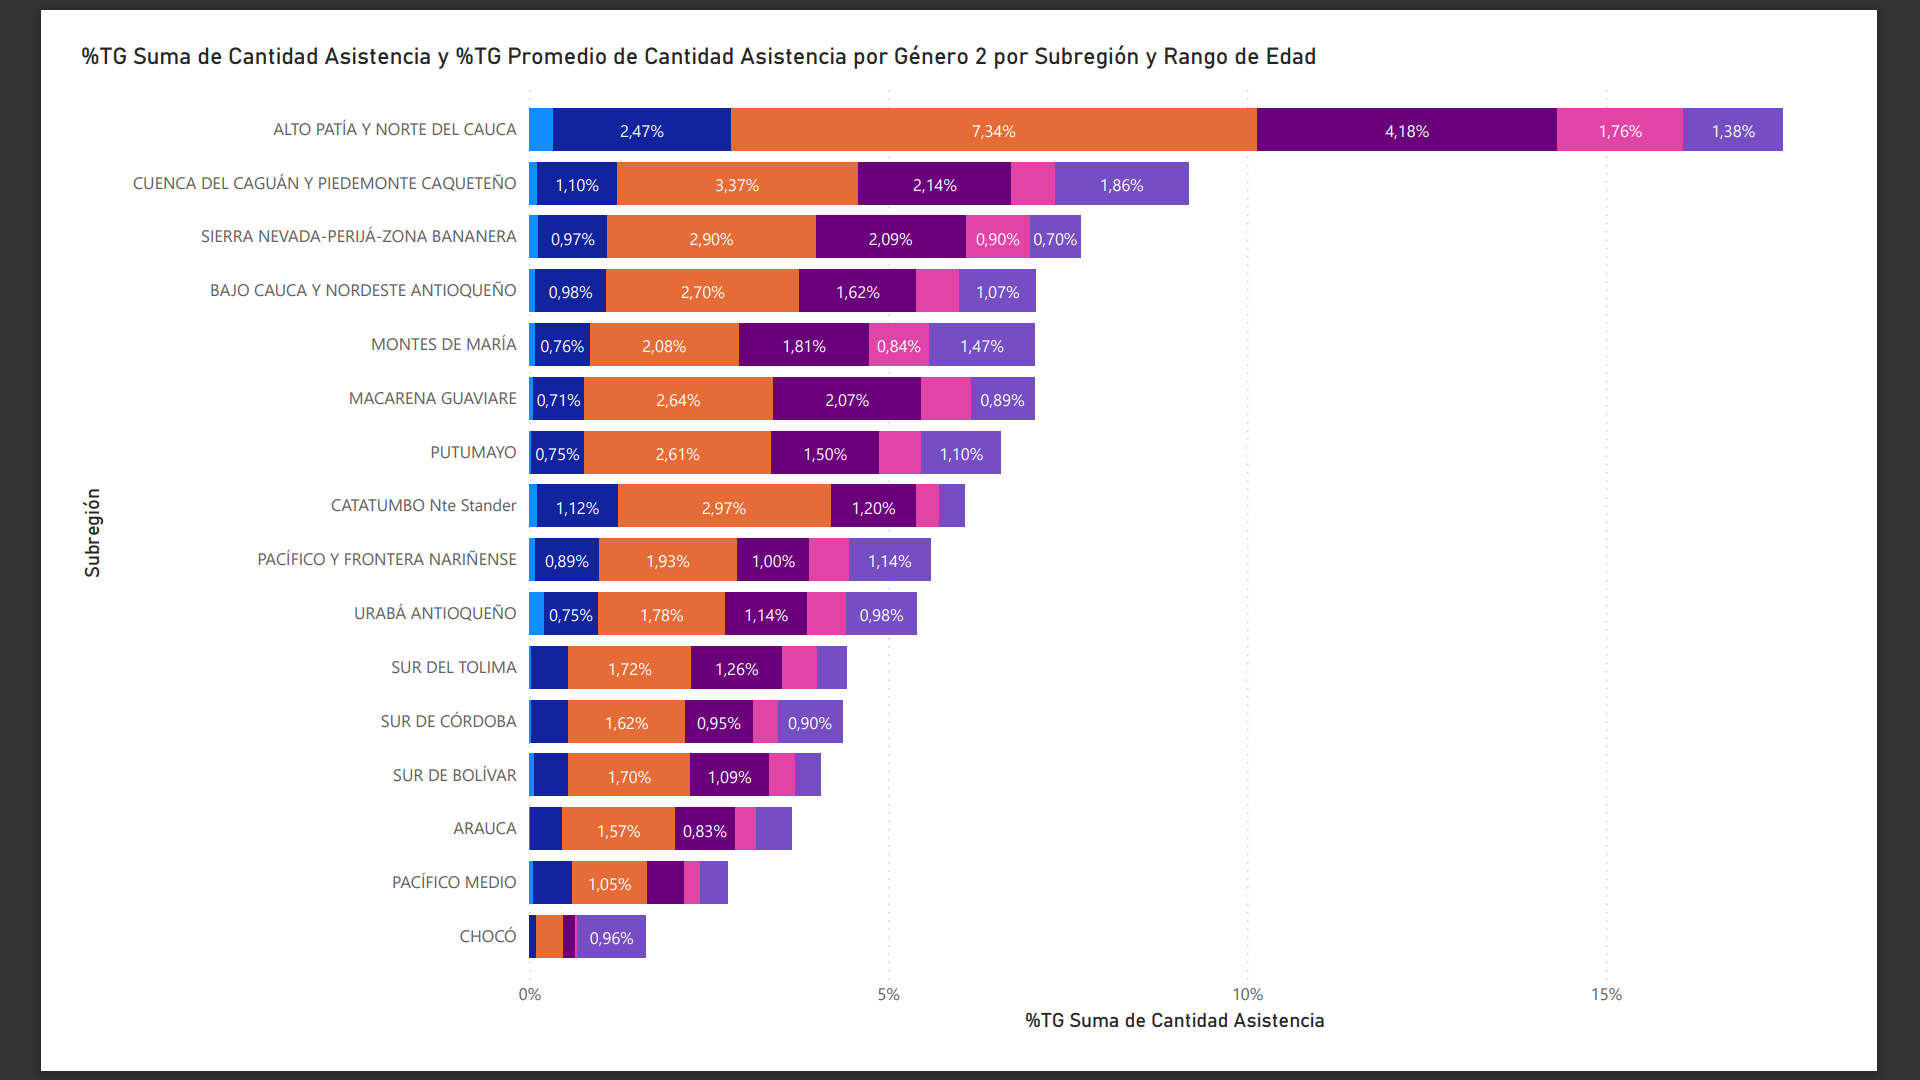 %TG Suma de Cantidad Asistencia y %TG Promedio de Cantidad Asistencia por Género 2 por Subregión y Rango de Edad
Subregión
ALTO PATÍA Y NORTE DEL CAUCA 2,47% 7,34% 4,18% 1,76% 1,38%
CUENCA DEL CAGUÁN Y PIEDEMONTE CAQUETEÑO 1,10% 3,37% 2,14% 1,86%
SIERRA NEVADA-PERIJÁ-ZONA BANANERA 0,97% 2,90% 2,09% 0,90% 0,70%
BAJO CAUCA Y NORDESTE ANTIOQUEÑO 0,98% 2,70% 1,62% 1,07%
MONTES DE MARÍA 0,76% 2,08% 1,81% 0,84% 1,47%
MACARENA GUAVIARE 0,71% 2,64% 2,07% 0,89%
PUTUMAYO 0,75% 2,61% 1,50% 1,10%
CATATUMBO Nte Stander 1,12% 2,97% 1,20%
PACÍFICO Y FRONTERA NARIÑENSE 0,89% 1,93% 1,00% 1,14%
URABÁ ANTIOQUEÑO 0,75% 1,78% 1,14% 0,98%
SUR DEL TOLIMA 1,72% 1,26%
SUR DE CÓRDOBA 1,62% 0,95% 0,90%
SUR DE BOLÍVAR 1,70% 1,09%
ARAUCA 1,57% 0,83%
PACÍFICO MEDIO 1,05%
CHOCÓ 0,96%
0% 5% 10% 15%
%TG Suma de Cantidad Asistencia